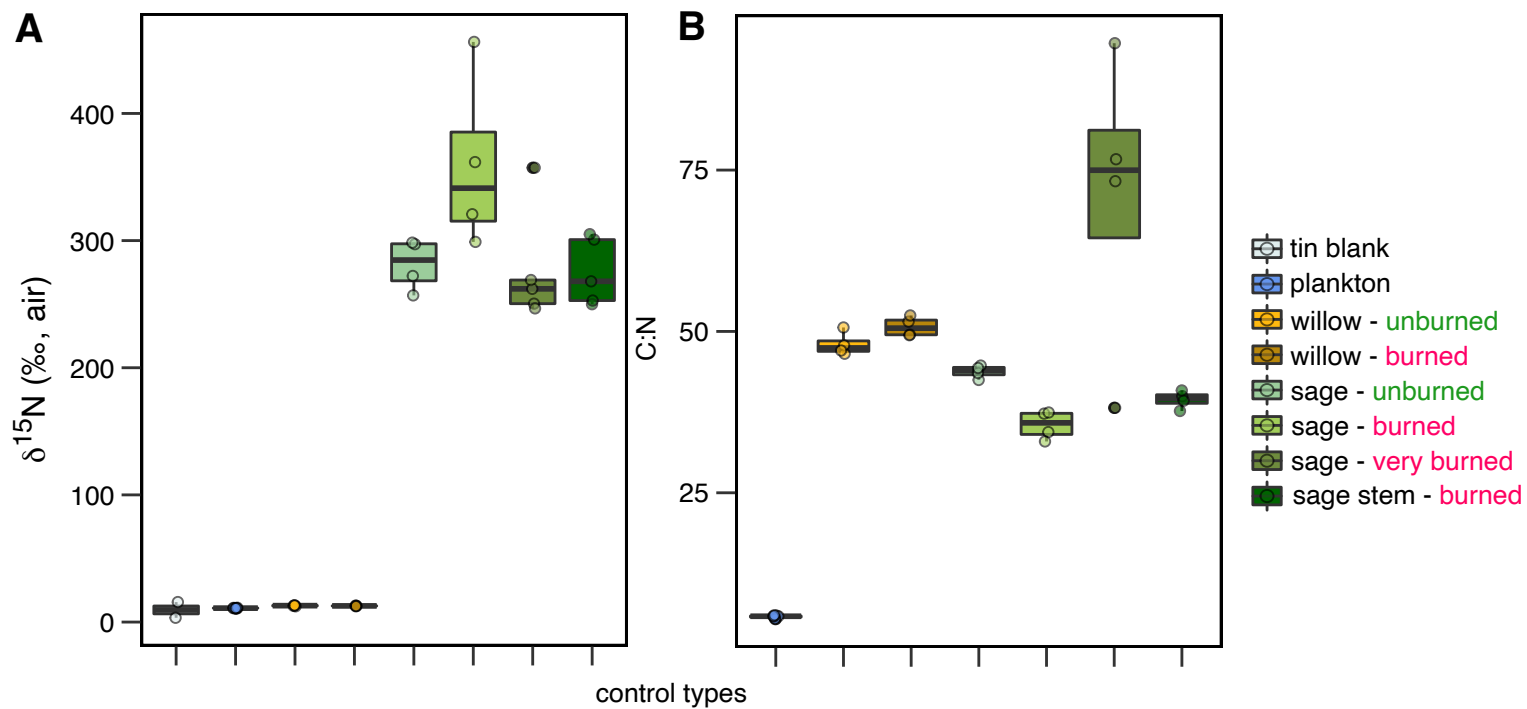 A
δ¹⁵N (‰, air)
400
300
200
100
0
B
C:N
75
50
25
control types
tin blank
plankton
willow - unburned
willow - burned
sage - unburned
sage - burned
sage - very burned
sage stem - burned